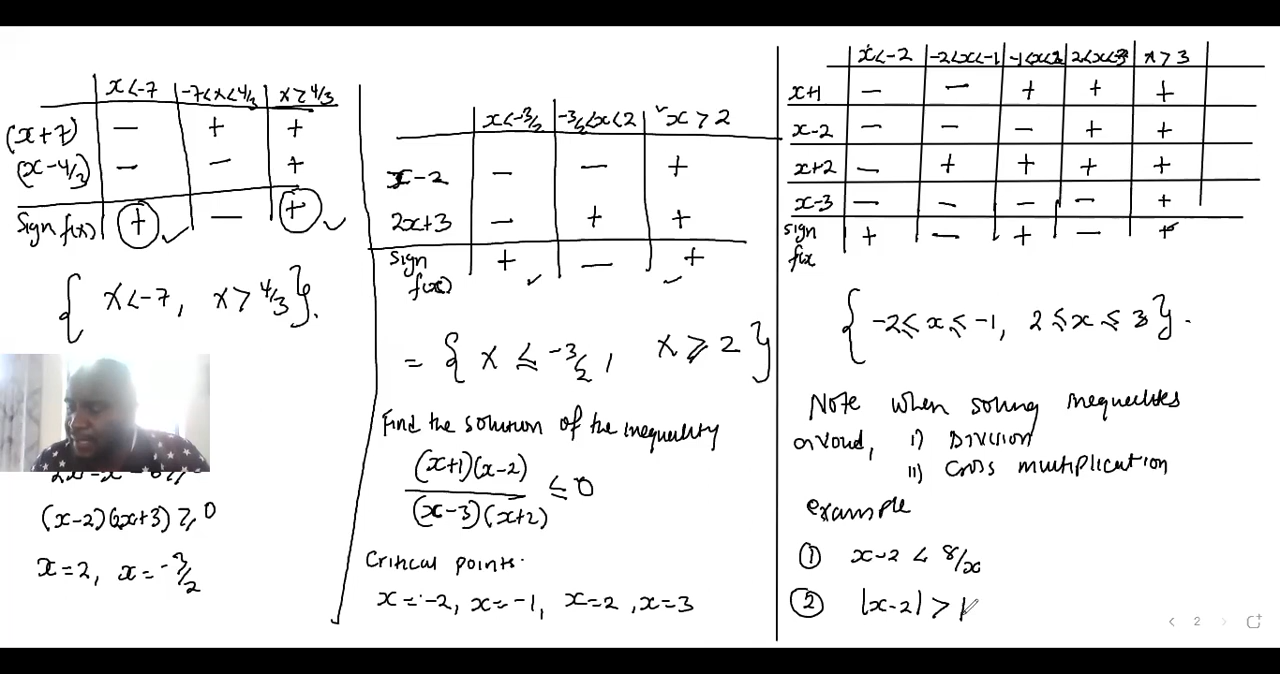 x<-7 -7<x<4/3 x>4/3
(x+7) - + +
(x-4/3) - - +
Sign f(x) + - +
{ x<-7, x>4/3 }.
(x-2)(2x+3) ≥ 0
x=2, x=-3/2
x<-3/2 -3/2<x<2 x>2
x-2 - - +
2x+3 - + +
Sign f(x) + - +
= { x ≤ -3/2, x ≥ 2 }
Find the solution of the inequality
(x+1)(x-2)
≤ 0
(x-3)(x+2)
Critical points.
x=-2, x=-1, x=2, x=3
x<-2 -2<x<-1 -1<x<2 2<x<3 x>3
x+1 - - + + +
x-2 - - - + +
x+2 - + + + +
x-3 - - - - +
sign f(x + - + - +
{ -2≤x≤-1, 2≤x≤3 }.
Note when solving inequalities
avoid, i) Division
ii) Cross multiplication
example
1 x-2 < 8/x
2 |x-2| >
2